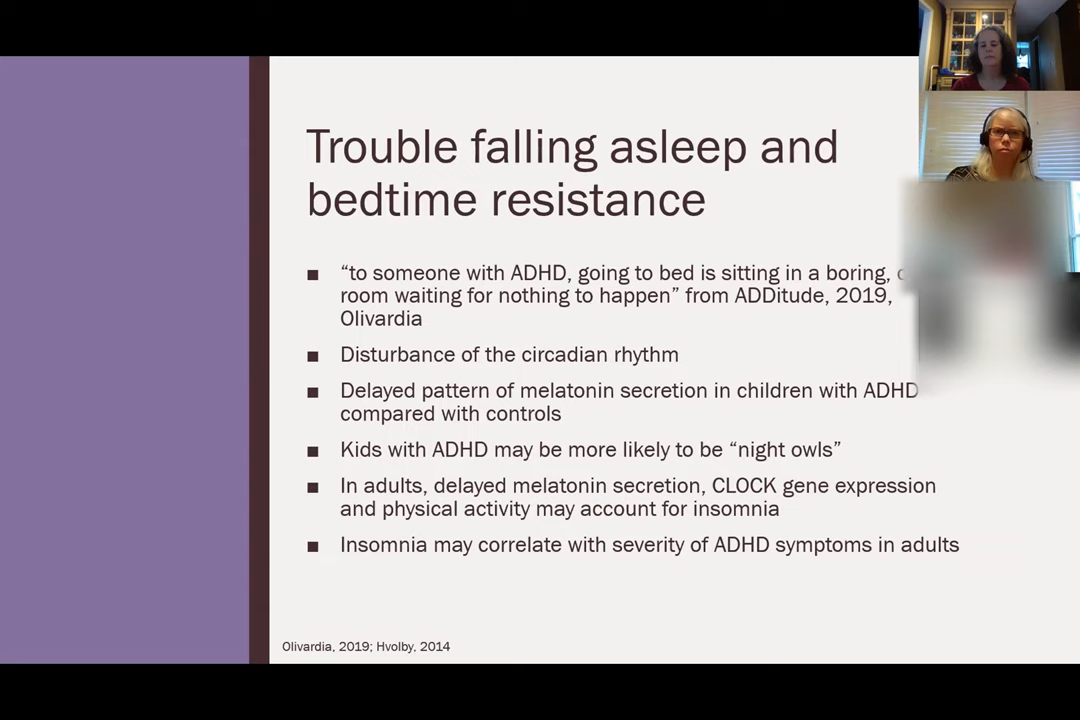 Trouble falling asleep and
bedtime resistance
■ “to someone with ADHD, going to bed is sitting in a boring,
room waiting for nothing to happen” from ADDitude, 2019,
Olivardia
■ Disturbance of the circadian rhythm
■ Delayed pattern of melatonin secretion in children with ADHD
compared with controls
■ Kids with ADHD may be more likely to be “night owls”
■ In adults, delayed melatonin secretion, CLOCK gene expression
and physical activity may account for insomnia
■ Insomnia may correlate with severity of ADHD symptoms in adults
Olivardia, 2019; Hvolby, 2014